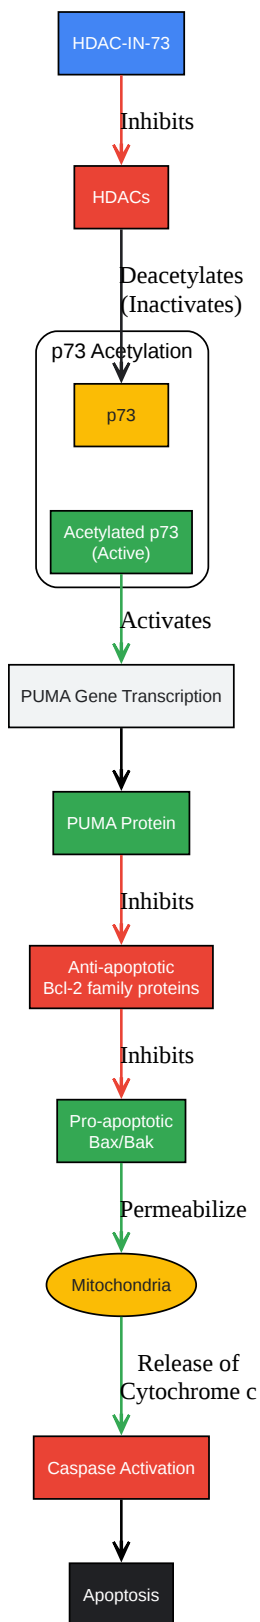 HDAC-IN-73
Inhibits
HDACs
Deacetylates
(Inactivates)
p73 Acetylation
p73
Acetylated p73
(Active)
Activates
PUMA Gene Transcription
PUMA Protein
Inhibits
Anti-apoptotic
Bcl-2 family proteins
Inhibits
Pro-apoptotic
Bax/Bak
Permeabilize
Mitochondria
Release of
Cytochrome c
Caspase Activation
Apoptosis